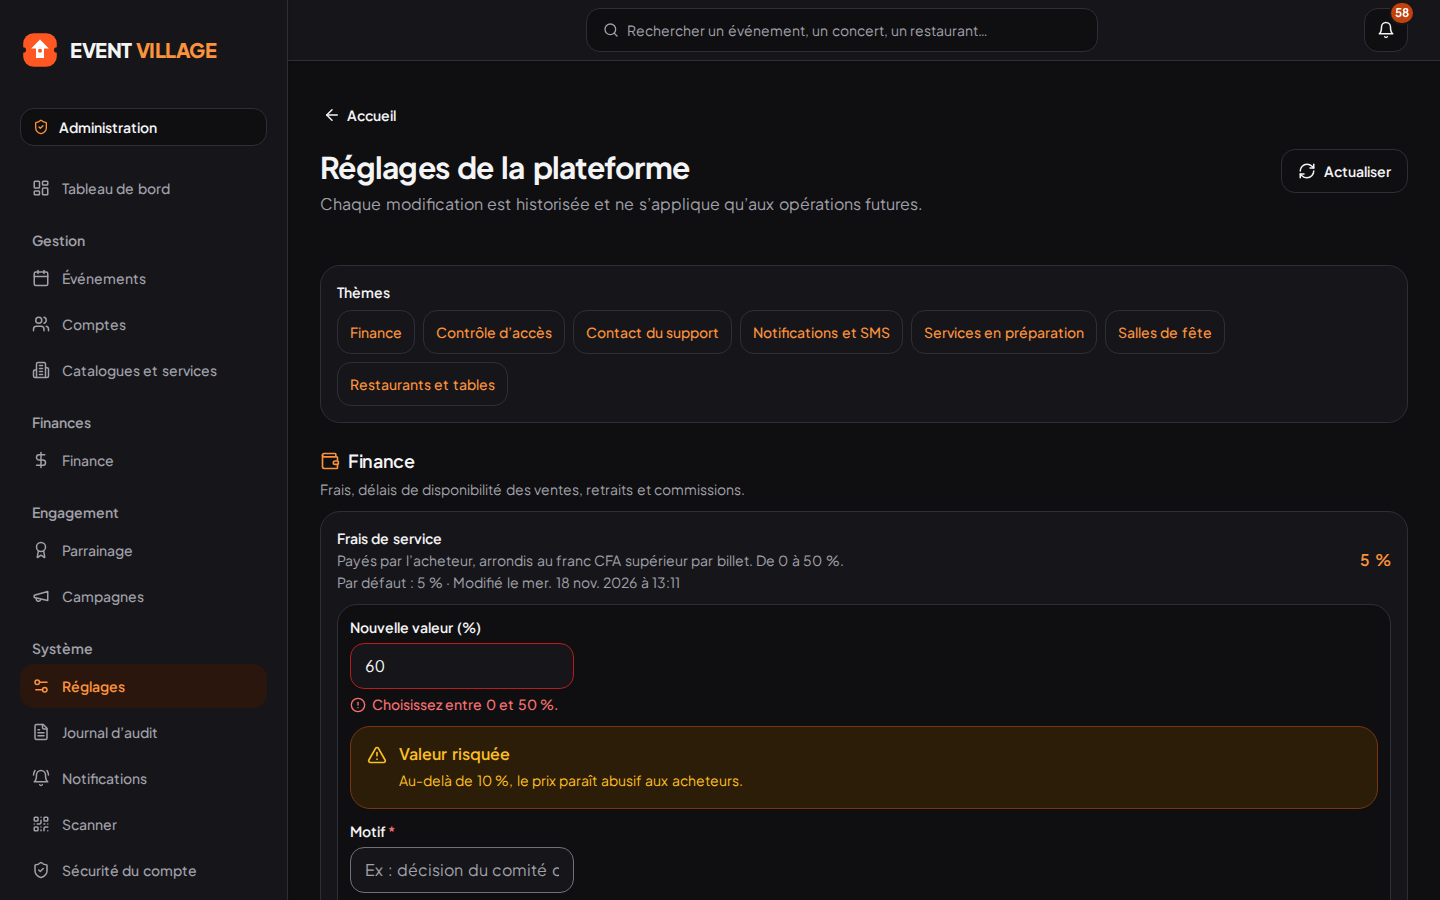 EVENT VILLAGE
Rechercher un événement, un concert, un restaurant…
58
Administration
Tableau de bord
Gestion
Événements
Comptes
Catalogues et services
Finances
Finance
Engagement
Parrainage
Campagnes
Système
Réglages
Journal d'audit
Notifications
Scanner
Sécurité du compte
Accueil
Réglages de la plateforme
Chaque modification est historisée et ne s'applique qu'aux opérations futures.
Actualiser
Thèmes
Finance
Contrôle d'accès
Contact du support
Notifications et SMS
Services en préparation
Salles de fête
Restaurants et tables
Finance
Frais, délais de disponibilité des ventes, retraits et commissions.
Frais de service
Payés par l'acheteur, arrondis au franc CFA supérieur par billet. De 0 à 50 %.
Par défaut : 5 % · Modifié le mer. 18 nov. 2026 à 13:11
5 %
Nouvelle valeur (%)
60
Choisissez entre 0 et 50 %.
Valeur risquée
Au-delà de 10 %, le prix paraît abusif aux acheteurs.
Motif *
Ex : décision du comité